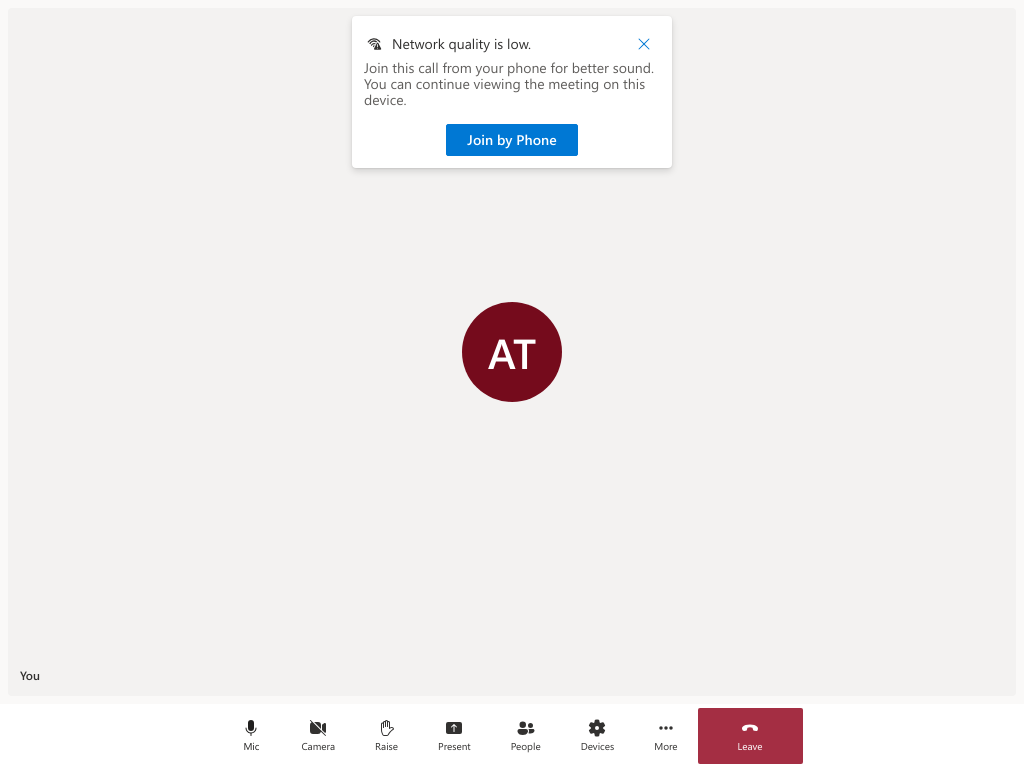 Network quality is low.
Join this call from your phone for better sound.
You can continue viewing the meeting on this
device.
Join by Phone
AT
You
Mic
Camera
Raise
Present
People
Devices
More
Leave